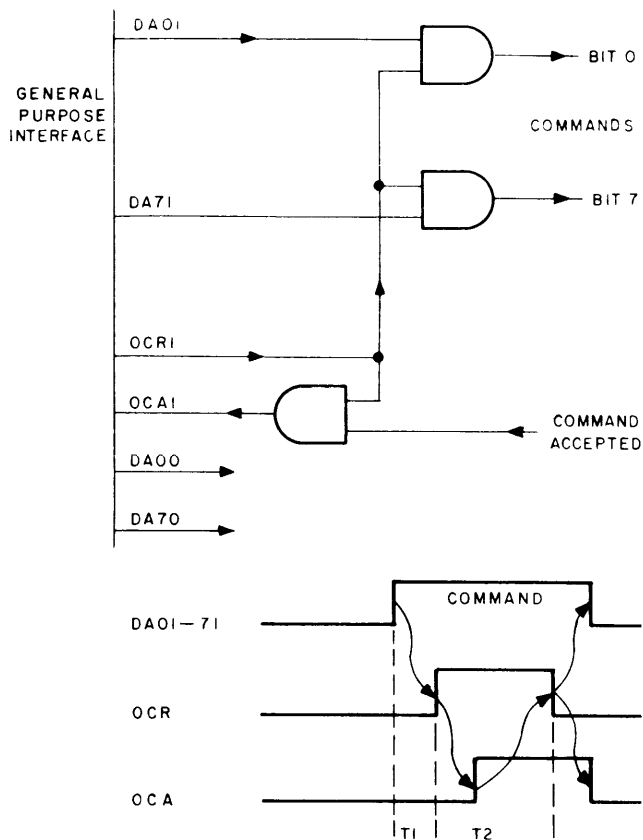 DA01
BIT 0
GENERAL
PURPOSE
INTERFACE
COMMANDS
DA71
BIT 7
OCR1
OCA1
COMMAND
ACCEPTED
DA00
DA70
DA01—71
COMMAND
OCR
OCA
T1
T2